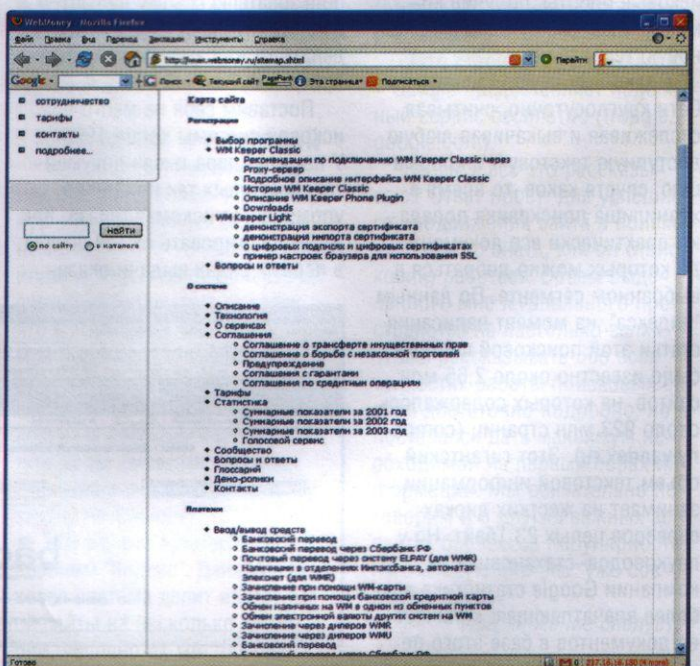 WebMoney - Mozilla Firefox
Файл Правка Вид Переход Закладки Инструменты Справка
http://www.webmoney.ru/sitemap.shtml
Перейти
Google
Поиск
Текущий сайт
PageRank
Эта страница
Подписаться
сотрудничество
тарифы
контакты
подробнее...
найти
по сайту
в каталоге
Карта сайта
Выбор программы
WM Keeper Classic
Рекомендации по подключению WM Keeper Classic через
Proxy-сервер
Подробное описание интерфейса WM Keeper Classic
История WM Keeper Classic
Описание WM Keeper Phone Plugin
Downloads
WM Keeper Light
демонстрация экспорта сертификата
демонстрация импорта сертификата
о цифровых подписях и цифровых сертификатах
пример настроек браузера для использования SSL
Вопросы и ответы
О системе
Описание
Технология
О сервисах
Соглашения
Соглашение о трансферте имущественных прав
Соглашение о борьбе с незаконной торговлей
Предупреждение
Соглашения с гарантами
Соглашения по кредитным операциям
Тарифы
Статистика
Суммарные показатели за 2001 год
Суммарные показатели за 2002 год
Суммарные показатели за 2003 год
Голосовой сервис
Сообщество
Вопросы и ответы
Глоссарий
Демо-ролики
Контакты
Платежи
Ввод/вывод средств
Банковский перевод
Банковский перевод через Сбербанк РФ
Почтовый перевод через систему ELPAY (для WMR)
Наличными в отделениях Импэксбанка, автоматах
Элекснет (для WMR)
Зачисление при помощи WM-карты
Зачисление при помощи банковской кредитной карты
Обмен наличных на WM в одном из обменных пунктов
Обмен электронной валюты других систем на WM
Зачисление через дилеров WMR
Зачисление через дилеров WMU
Банковский перевод
Банковский перевод через Сбербанк РФ
Готово